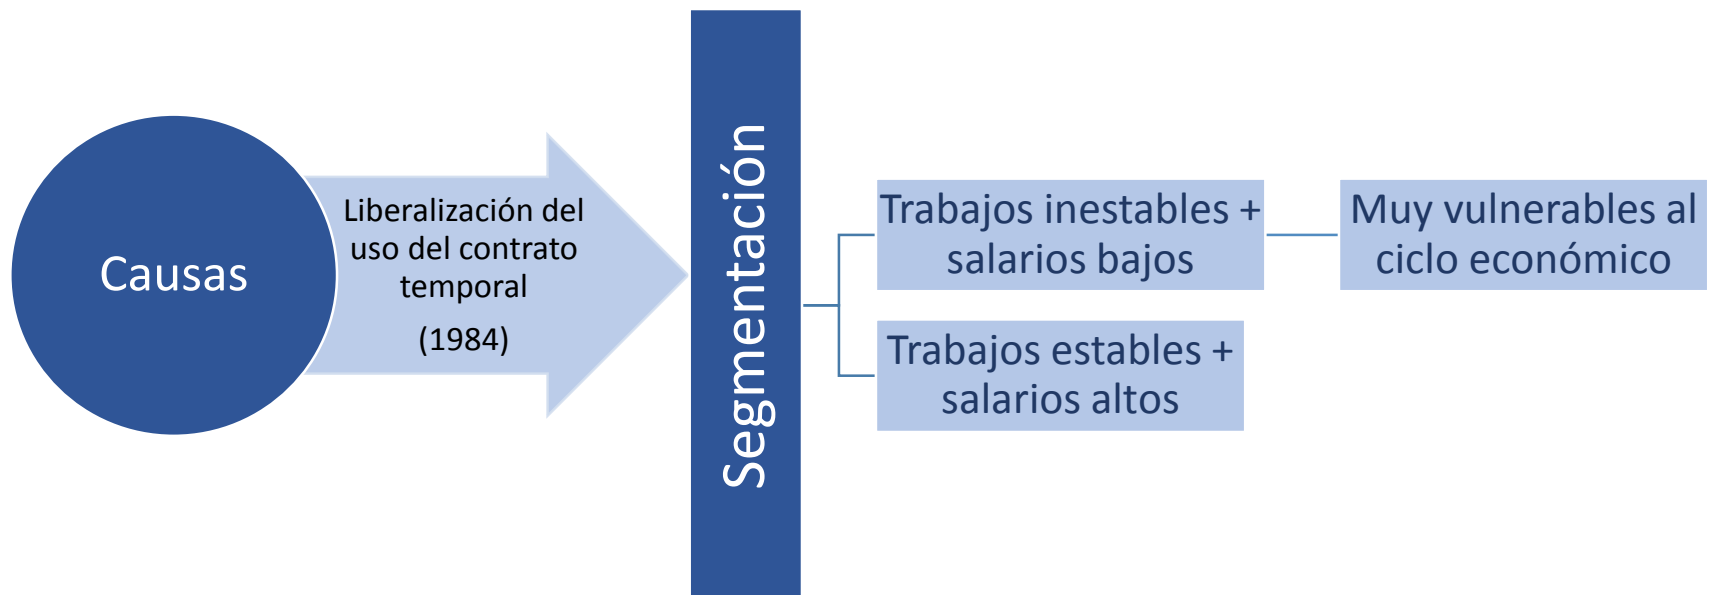 Causas
Liberalización del
uso del contrato
temporal
(1984)
Segmentación
Trabajos inestables +
salarios bajos
Muy vulnerables al
ciclo económico
Trabajos estables +
salarios altos